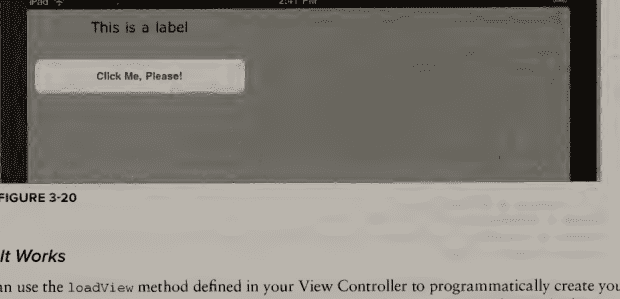 iPad 2:41 PM
This is a label
Click Me, Please!
FIGURE 3-20
It Works
an use the loadView method defined in your View Controller to programmatically create you